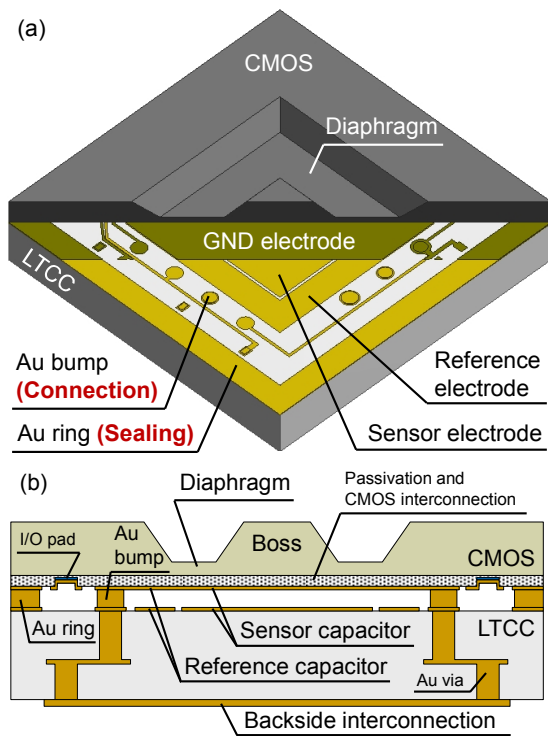 (a)
CMOS
Diaphragm
GND electrode
LTCC
Au bump
(Connection)
Au ring (Sealing)
Reference
electrode
Sensor electrode
(b)
Diaphragm
Passivation and
CMOS interconnection
I/O pad
Au
bump
Boss
CMOS
Au ring
Sensor capacitor
LTCC
Reference capacitor
Au via
Backside interconnection